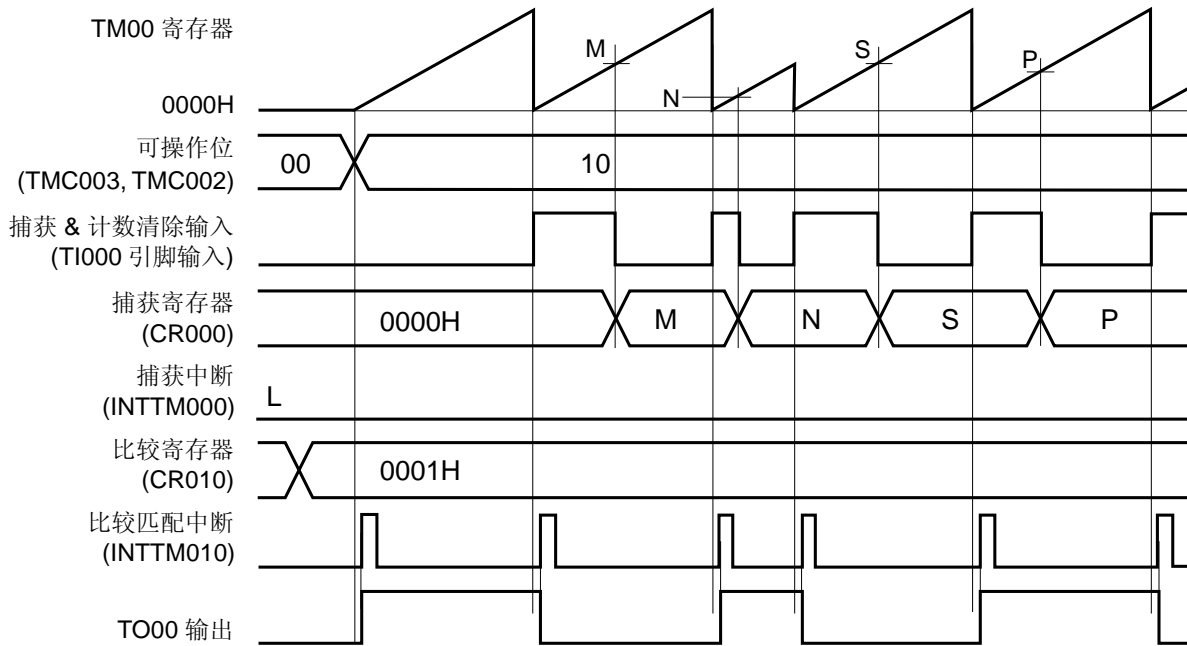 TM00 寄存器
M
S
P
N
0000H
可操作位
(TMC003, TMC002)
00
10
捕获 & 计数清除输入
(TI000 引脚输入)
捕获寄存器
(CR000)
0000H
M
N
S
P
捕获中断
(INTTM000)
L
比较寄存器
(CR010)
0001H
比较匹配中断
(INTTM010)
TO00 输出